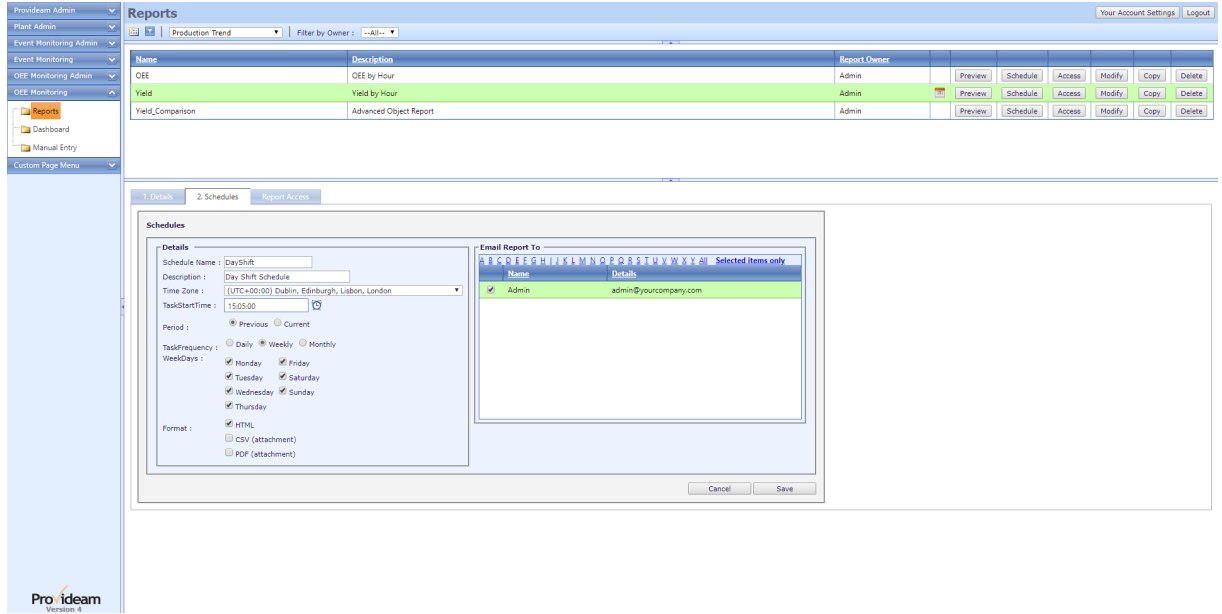 Provideam Admin
Plant Admin
Event Monitoring Admin
Event Monitoring
OEE Monitoring Admin
OEE Monitoring
Reports
Dashboard
Manual Entry
Custom Page Menu
Reports
Your Account Settings Logout
Production Trend Filter by Owner : --All--
Name Description Report Owner
OEE OEE by Hour Admin Preview Schedule Access Modify Copy Delete
Yield Yield by Hour Admin Preview Schedule Access Modify Copy Delete
Yield_Comparison Advanced Object Report Admin Preview Schedule Access Modify Copy Delete
1. Details 2. Schedules Report Access
Schedules
Details
Schedule Name : DayShift
Description : Day Shift Schedule
Time Zone : (UTC+00:00) Dublin, Edinburgh, Lisbon, London
TaskStartTime : 15:05:00
Period : Previous Current
TaskFrequency : Daily Weekly Monthly
WeekDays :
Monday Friday
Tuesday Saturday
Wednesday Sunday
Thursday
Format : HTML
CSV (attachment)
PDF (attachment)
Email Report To
A B C D E F G H I J K L M N O P Q R S T U V W X Y All Selected items only
Name Details
Admin admin@yourcompany.com
Cancel Save
Provideam
Version 4